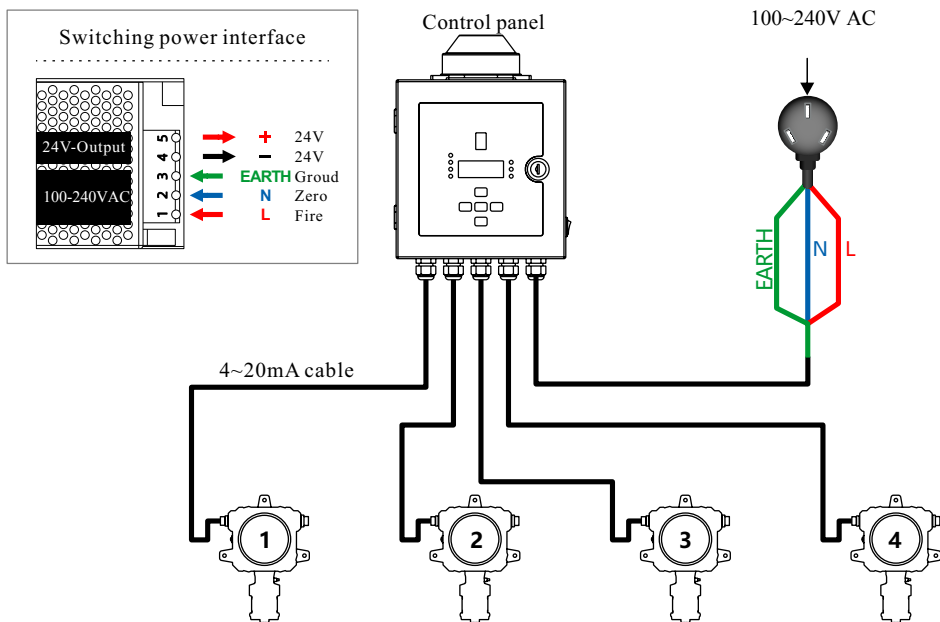 Switching power interface
24V-Output
100-240VAC
5
4
3
2
1
+ 24V
− 24V
EARTH Groud
N Zero
L Fire
Control panel
100~240V AC
EARTH
N
L
4~20mA cable
1
2
3
4